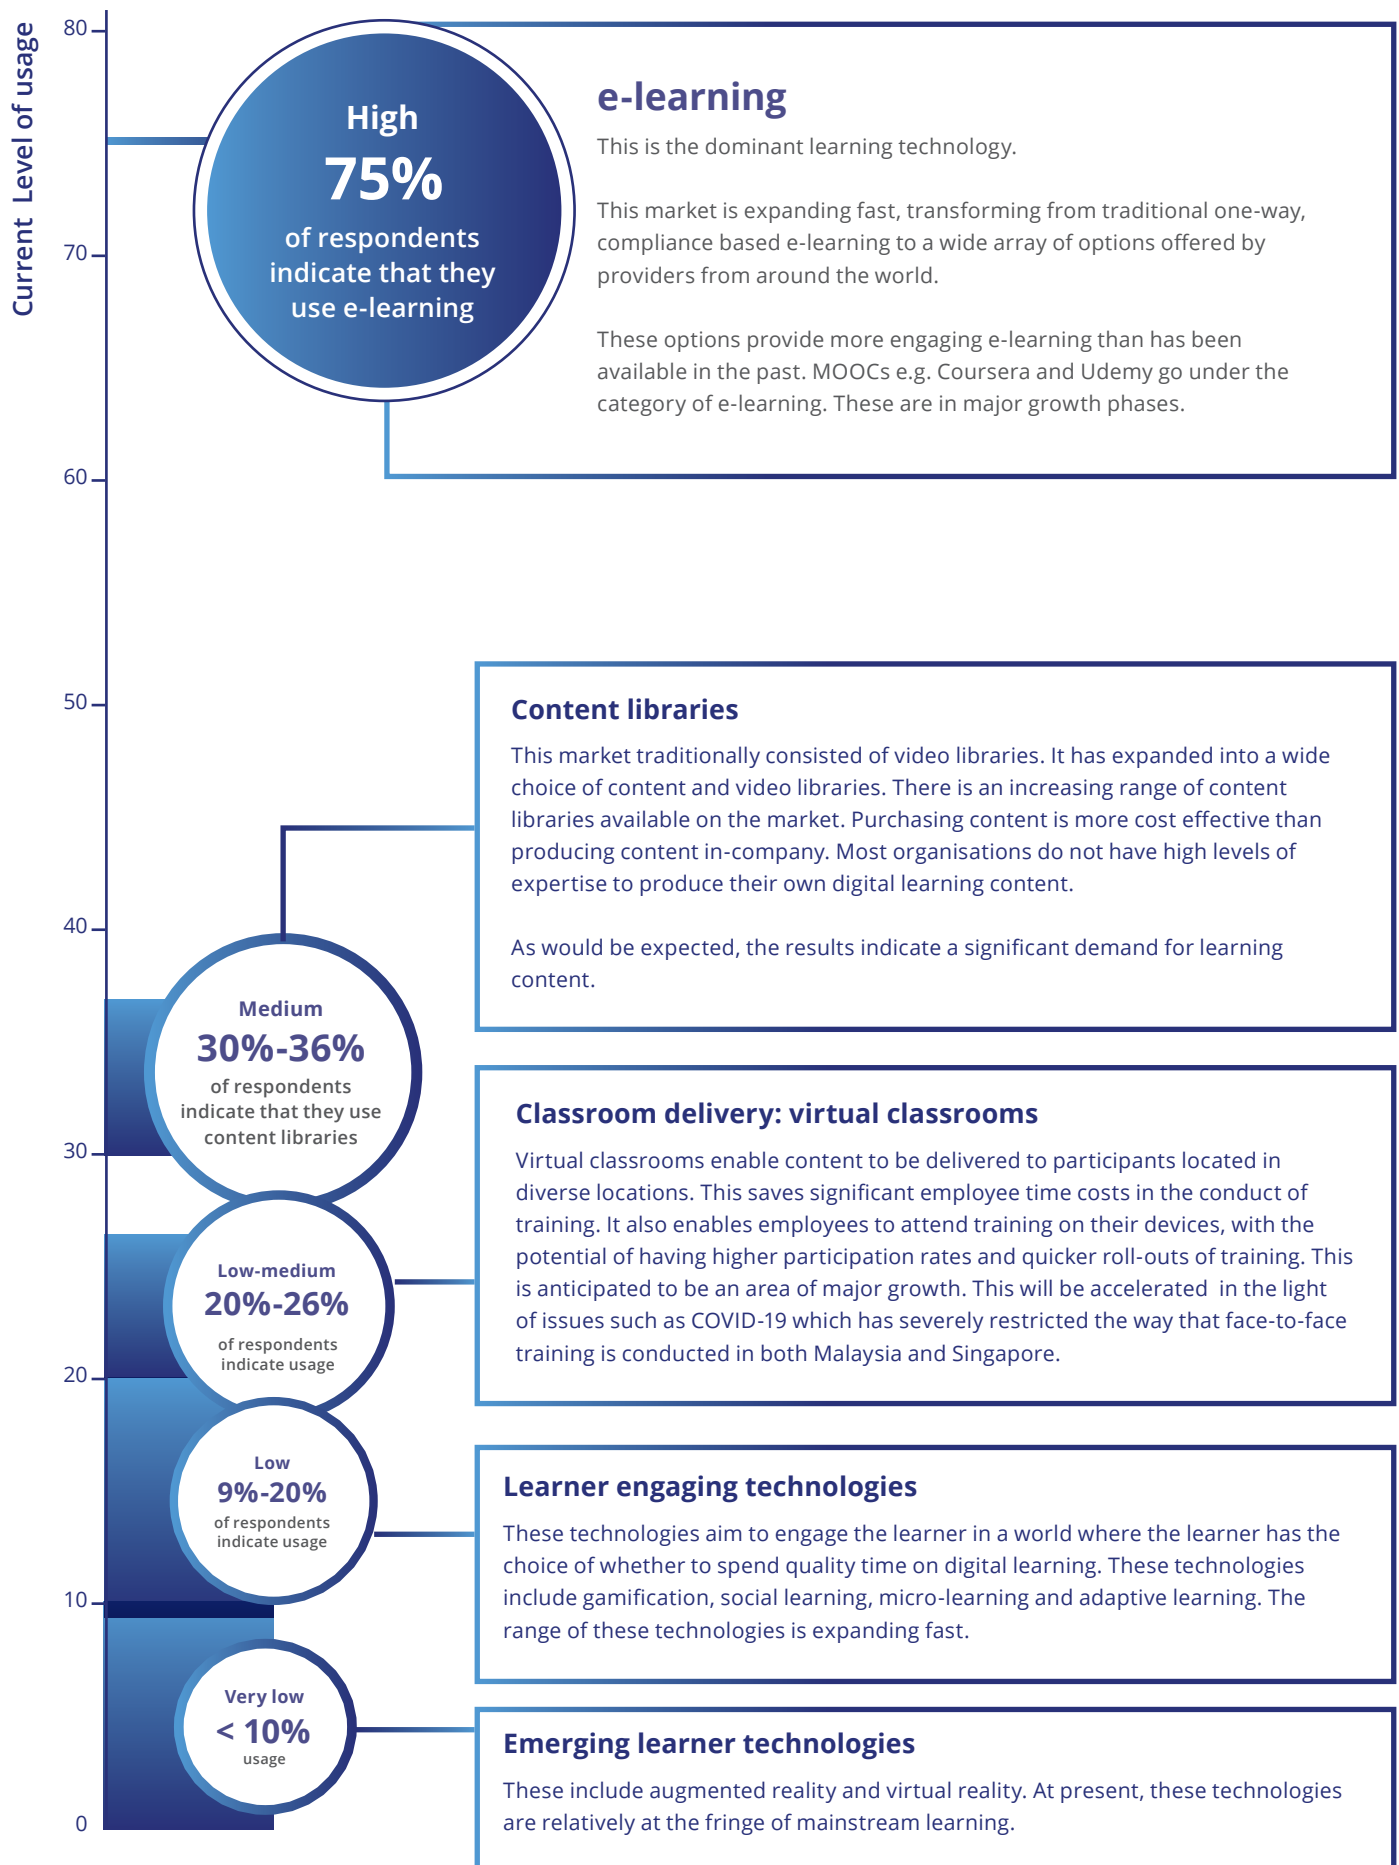 Current Level of usage
80
70
60
50
40
30
20
10
0
High
75%
of respondents
indicate that they
use e-learning
e-learning
This is the dominant learning technology.
This market is expanding fast, transforming from traditional one-way,
compliance based e-learning to a wide array of options offered by
providers from around the world.
These options provide more engaging e-learning than has been
available in the past. MOOCs e.g. Coursera and Udemy go under the
category of e-learning. These are in major growth phases.
Content libraries
This market traditionally consisted of video libraries. It has expanded into a wide
choice of content and video libraries. There is an increasing range of content
libraries available on the market. Purchasing content is more cost effective than
producing content in-company. Most organisations do not have high levels of
expertise to produce their own digital learning content.
As would be expected, the results indicate a significant demand for learning
content.
Medium
30%-36%
of respondents
indicate that they use
content libraries
Classroom delivery: virtual classrooms
Virtual classrooms enable content to be delivered to participants located in
diverse locations. This saves significant employee time costs in the conduct of
training. It also enables employees to attend training on their devices, with the
potential of having higher participation rates and quicker roll-outs of training. This
is anticipated to be an area of major growth. This will be accelerated  in the light
of issues such as COVID-19 which has severely restricted the way that face-to-face
training is conducted in both Malaysia and Singapore.
Low-medium
20%-26%
of respondents
indicate usage
Low
9%-20%
of respondents
indicate usage
Learner engaging technologies
These technologies aim to engage the learner in a world where the learner has the
choice of whether to spend quality time on digital learning. These technologies
include gamification, social learning, micro-learning and adaptive learning. The
range of these technologies is expanding fast.
Very low
< 10%
usage
Emerging learner technologies
These include augmented reality and virtual reality. At present, these technologies
are relatively at the fringe of mainstream learning.